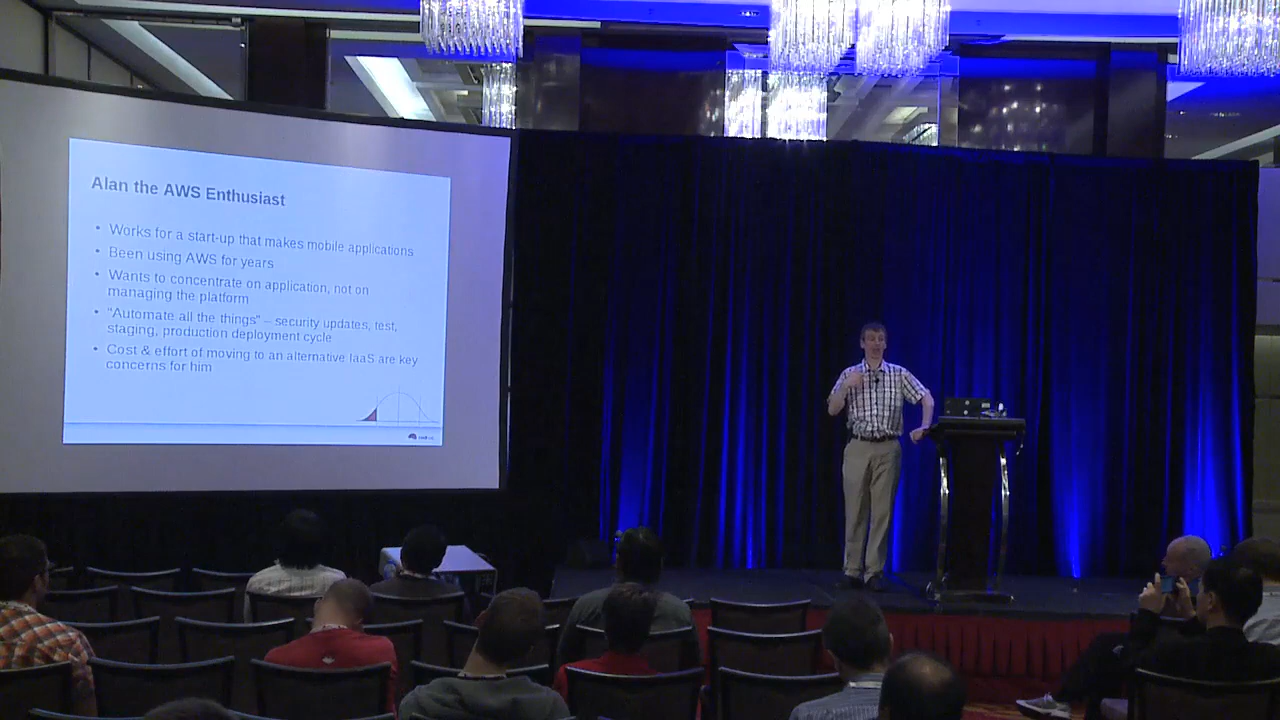 Alan the AWS Enthusiast
• Works for a start-up that makes mobile applications
• Been using AWS for years
• Wants to concentrate on application, not on
managing the platform
• "Automate all the things" – security updates, test,
staging, production deployment cycle
• Cost & effort of moving to an alternative IaaS are key
concerns for him